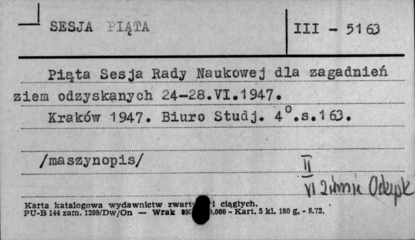 SESJA PIĄTA
III - 5163
Piąta Sesja Rady Naukowej dla zagadnień
ziem odzyskanych 24-28.VI.1947.
Kraków 1947. Biuro Studj. 4°.s.163.
/maszynopis/
II
VI
Karta katalogowa wydawnictw zwartych i ciągłych.
PU-B 144 zam. 1209/Dw/On — Wrak .000 - Kart. 5 kl. 180 g. - 8.72.